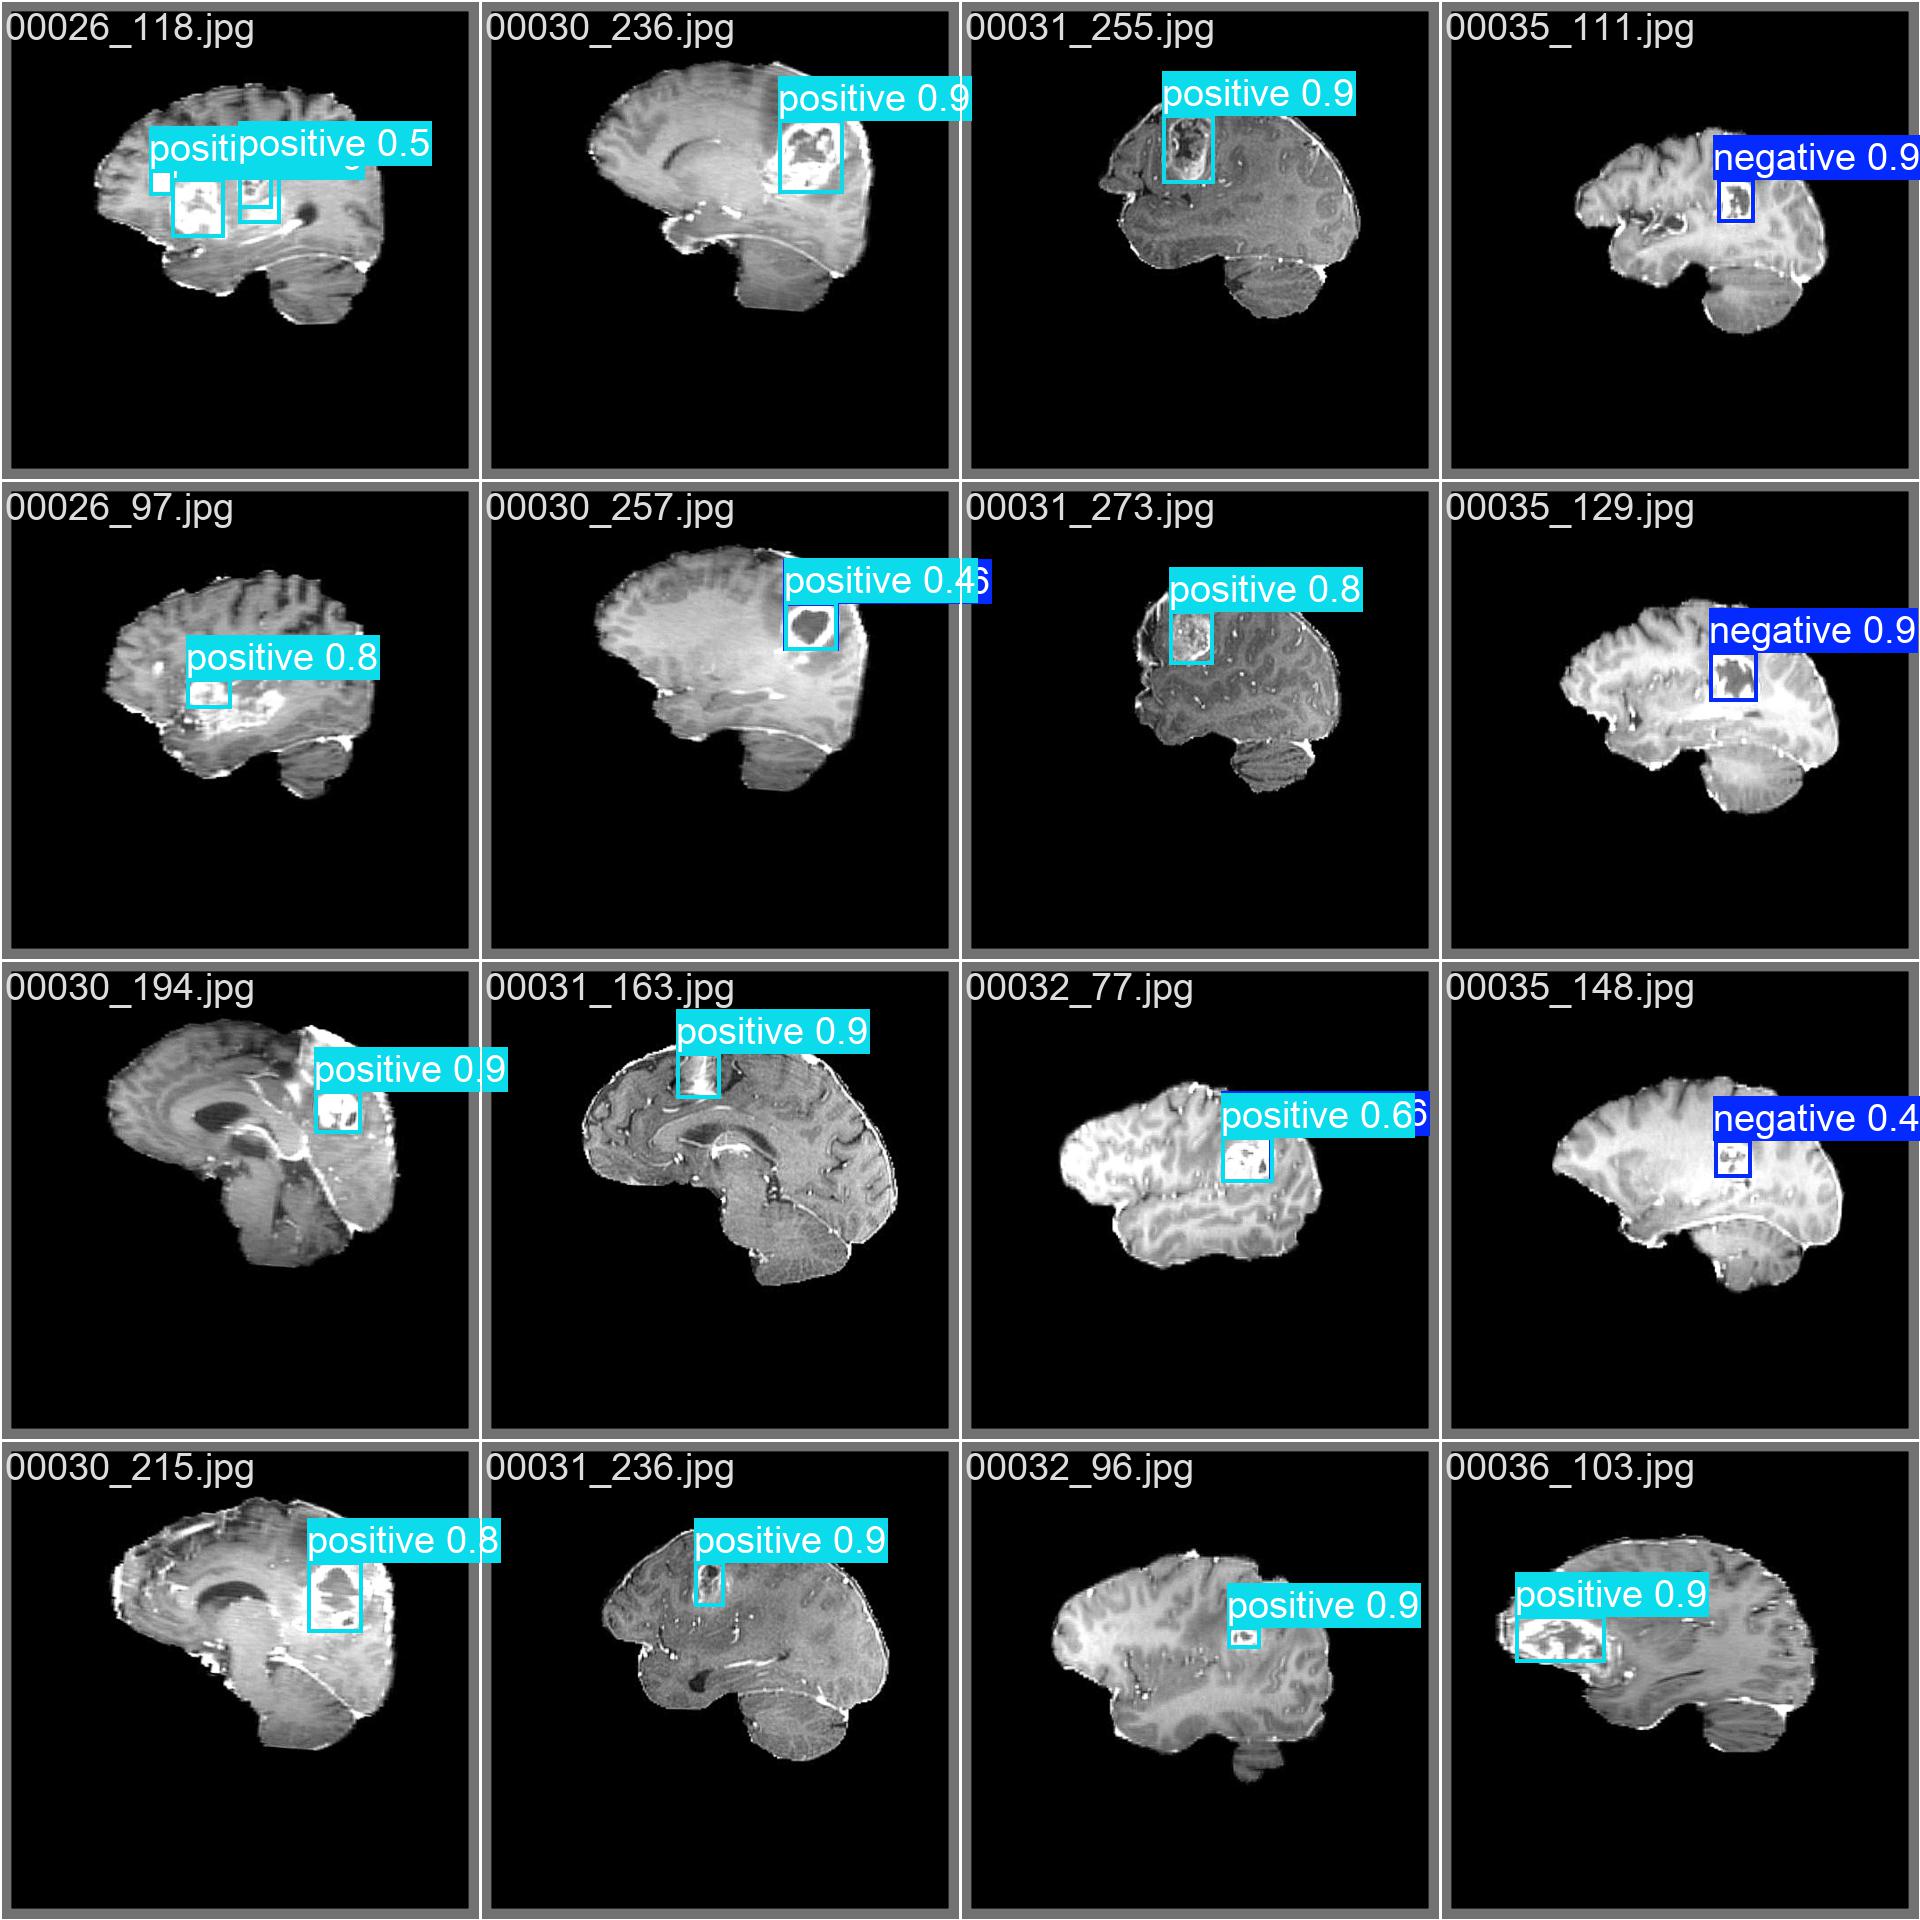 00026_118.jpg
positi
positive 0.5
00030_236.jpg
positive 0.9
00031_255.jpg
positive 0.9
00035_111.jpg
negative 0.9
00026_97.jpg
positive 0.8
00030_257.jpg
positive 0.4
6
00031_273.jpg
positive 0.8
00035_129.jpg
negative 0.9
00030_194.jpg
positive 0.9
00031_163.jpg
positive 0.9
00032_77.jpg
positive 0.6
6
00035_148.jpg
negative 0.4
00030_215.jpg
positive 0.8
00031_236.jpg
positive 0.9
00032_96.jpg
positive 0.9
00036_103.jpg
positive 0.9